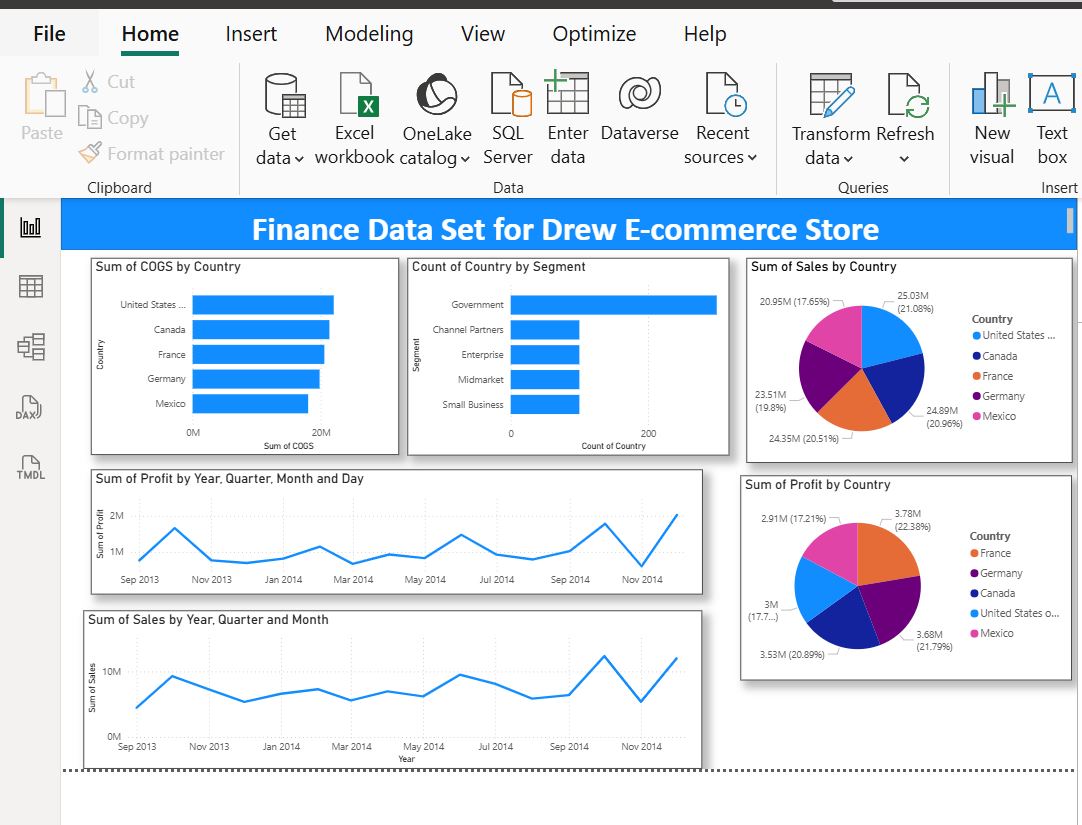 File Home Insert Modeling View Optimize Help
Paste
Cut
Copy
Format painter
Clipboard
Get data
Excel workbook
OneLake catalog
SQL Server
Enter data
Dataverse
Recent sources
Data
Transform data
Refresh
Queries
New visual
Text box
Insert
DAX
TMDL
Finance Data Set for Drew E-commerce Store
Sum of COGS by Country
Country
United States ...
Canada
France
Germany
Mexico
0M 20M
Sum of COGS
Count of Country by Segment
Segment
Government
Channel Partners
Enterprise
Midmarket
Small Business
0 200
Count of Country
Sum of Sales by Country
20.95M (17.65%)
25.03M
(21.08%)
23.51M
(19.8%)
24.89M
(20.96%)
24.35M (20.51%)
Country
United States ...
Canada
France
Germany
Mexico
Sum of Profit by Year, Quarter, Month and Day
Sum of Profit
2M
1M
Sep 2013 Nov 2013 Jan 2014 Mar 2014 May 2014 Jul 2014 Sep 2014 Nov 2014
Sum of Profit by Country
2.91M (17.21%)
3.78M
(22.38%)
3M
(17.7...)
3.68M
(21.79%)
3.53M (20.89%)
Country
France
Germany
Canada
United States o...
Mexico
Sum of Sales by Year, Quarter and Month
Sum of Sales
10M
0M
Sep 2013 Nov 2013 Jan 2014 Mar 2014 May 2014 Jul 2014 Sep 2014 Nov 2014
Year